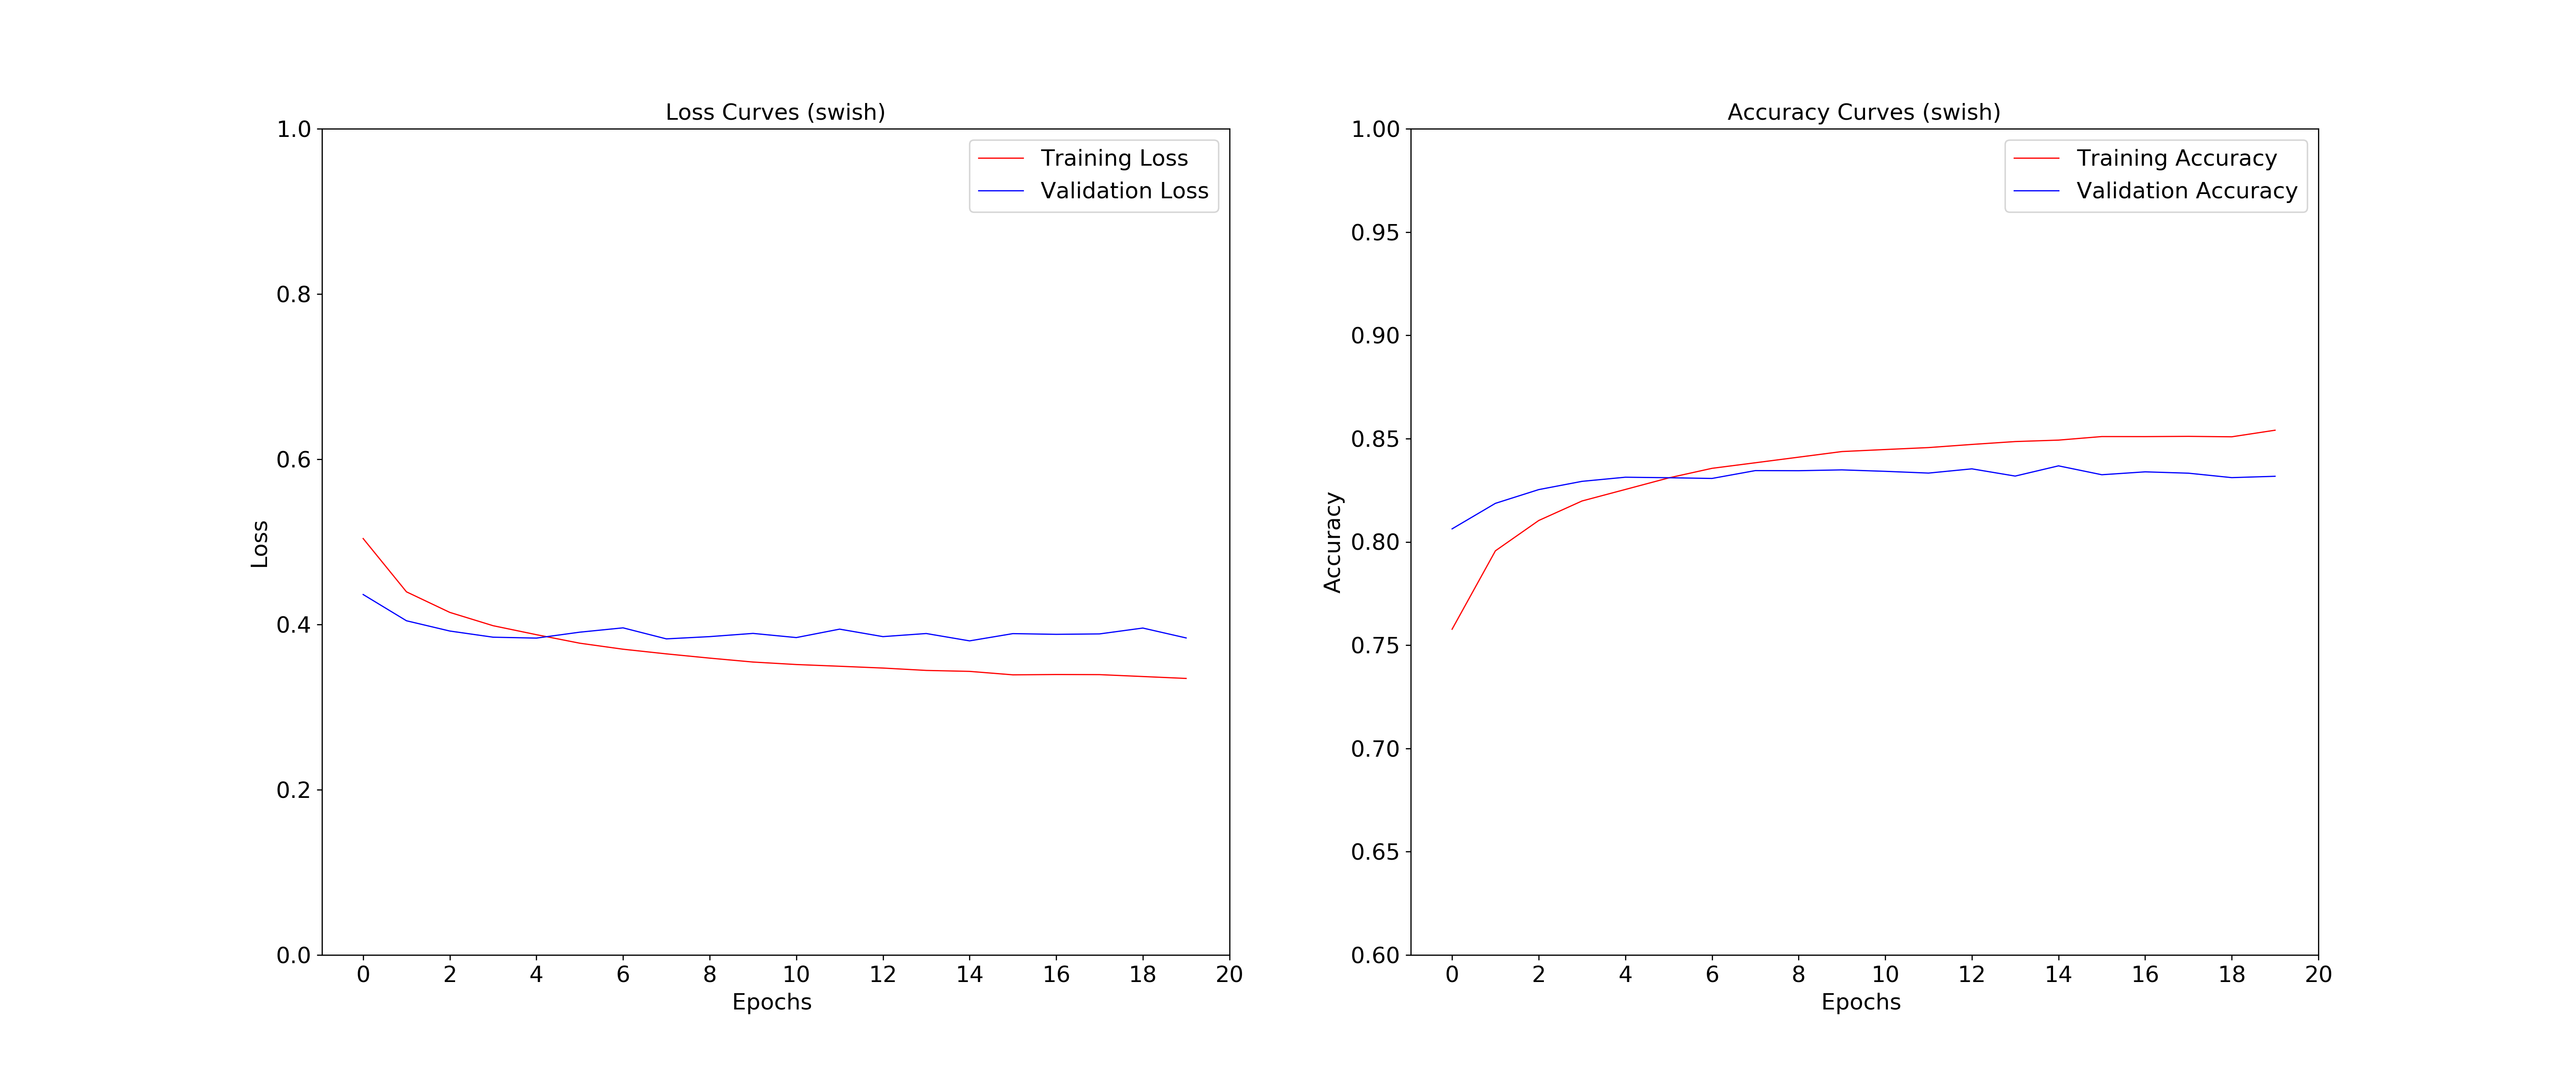 Loss Curves (swish)
1.0
0.8
0.6
0.4
0.2
0.0
Loss
Training Loss
Validation Loss
0 2 4 6 8 10 12 14 16 18 20
Epochs
Accuracy Curves (swish)
1.00
0.95
0.90
0.85
0.80
0.75
0.70
0.65
0.60
Accuracy
Training Accuracy
Validation Accuracy
0 2 4 6 8 10 12 14 16 18 20
Epochs